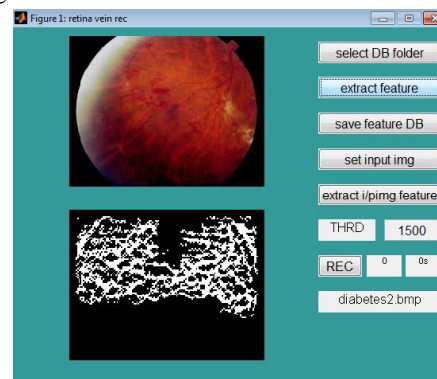 Figure 1: retina vein rec
select DB folder
extract feature
save feature DB
set input img
extract i/pimg feature
THRD
1500
REC
0
0s
diabetes2.bmp